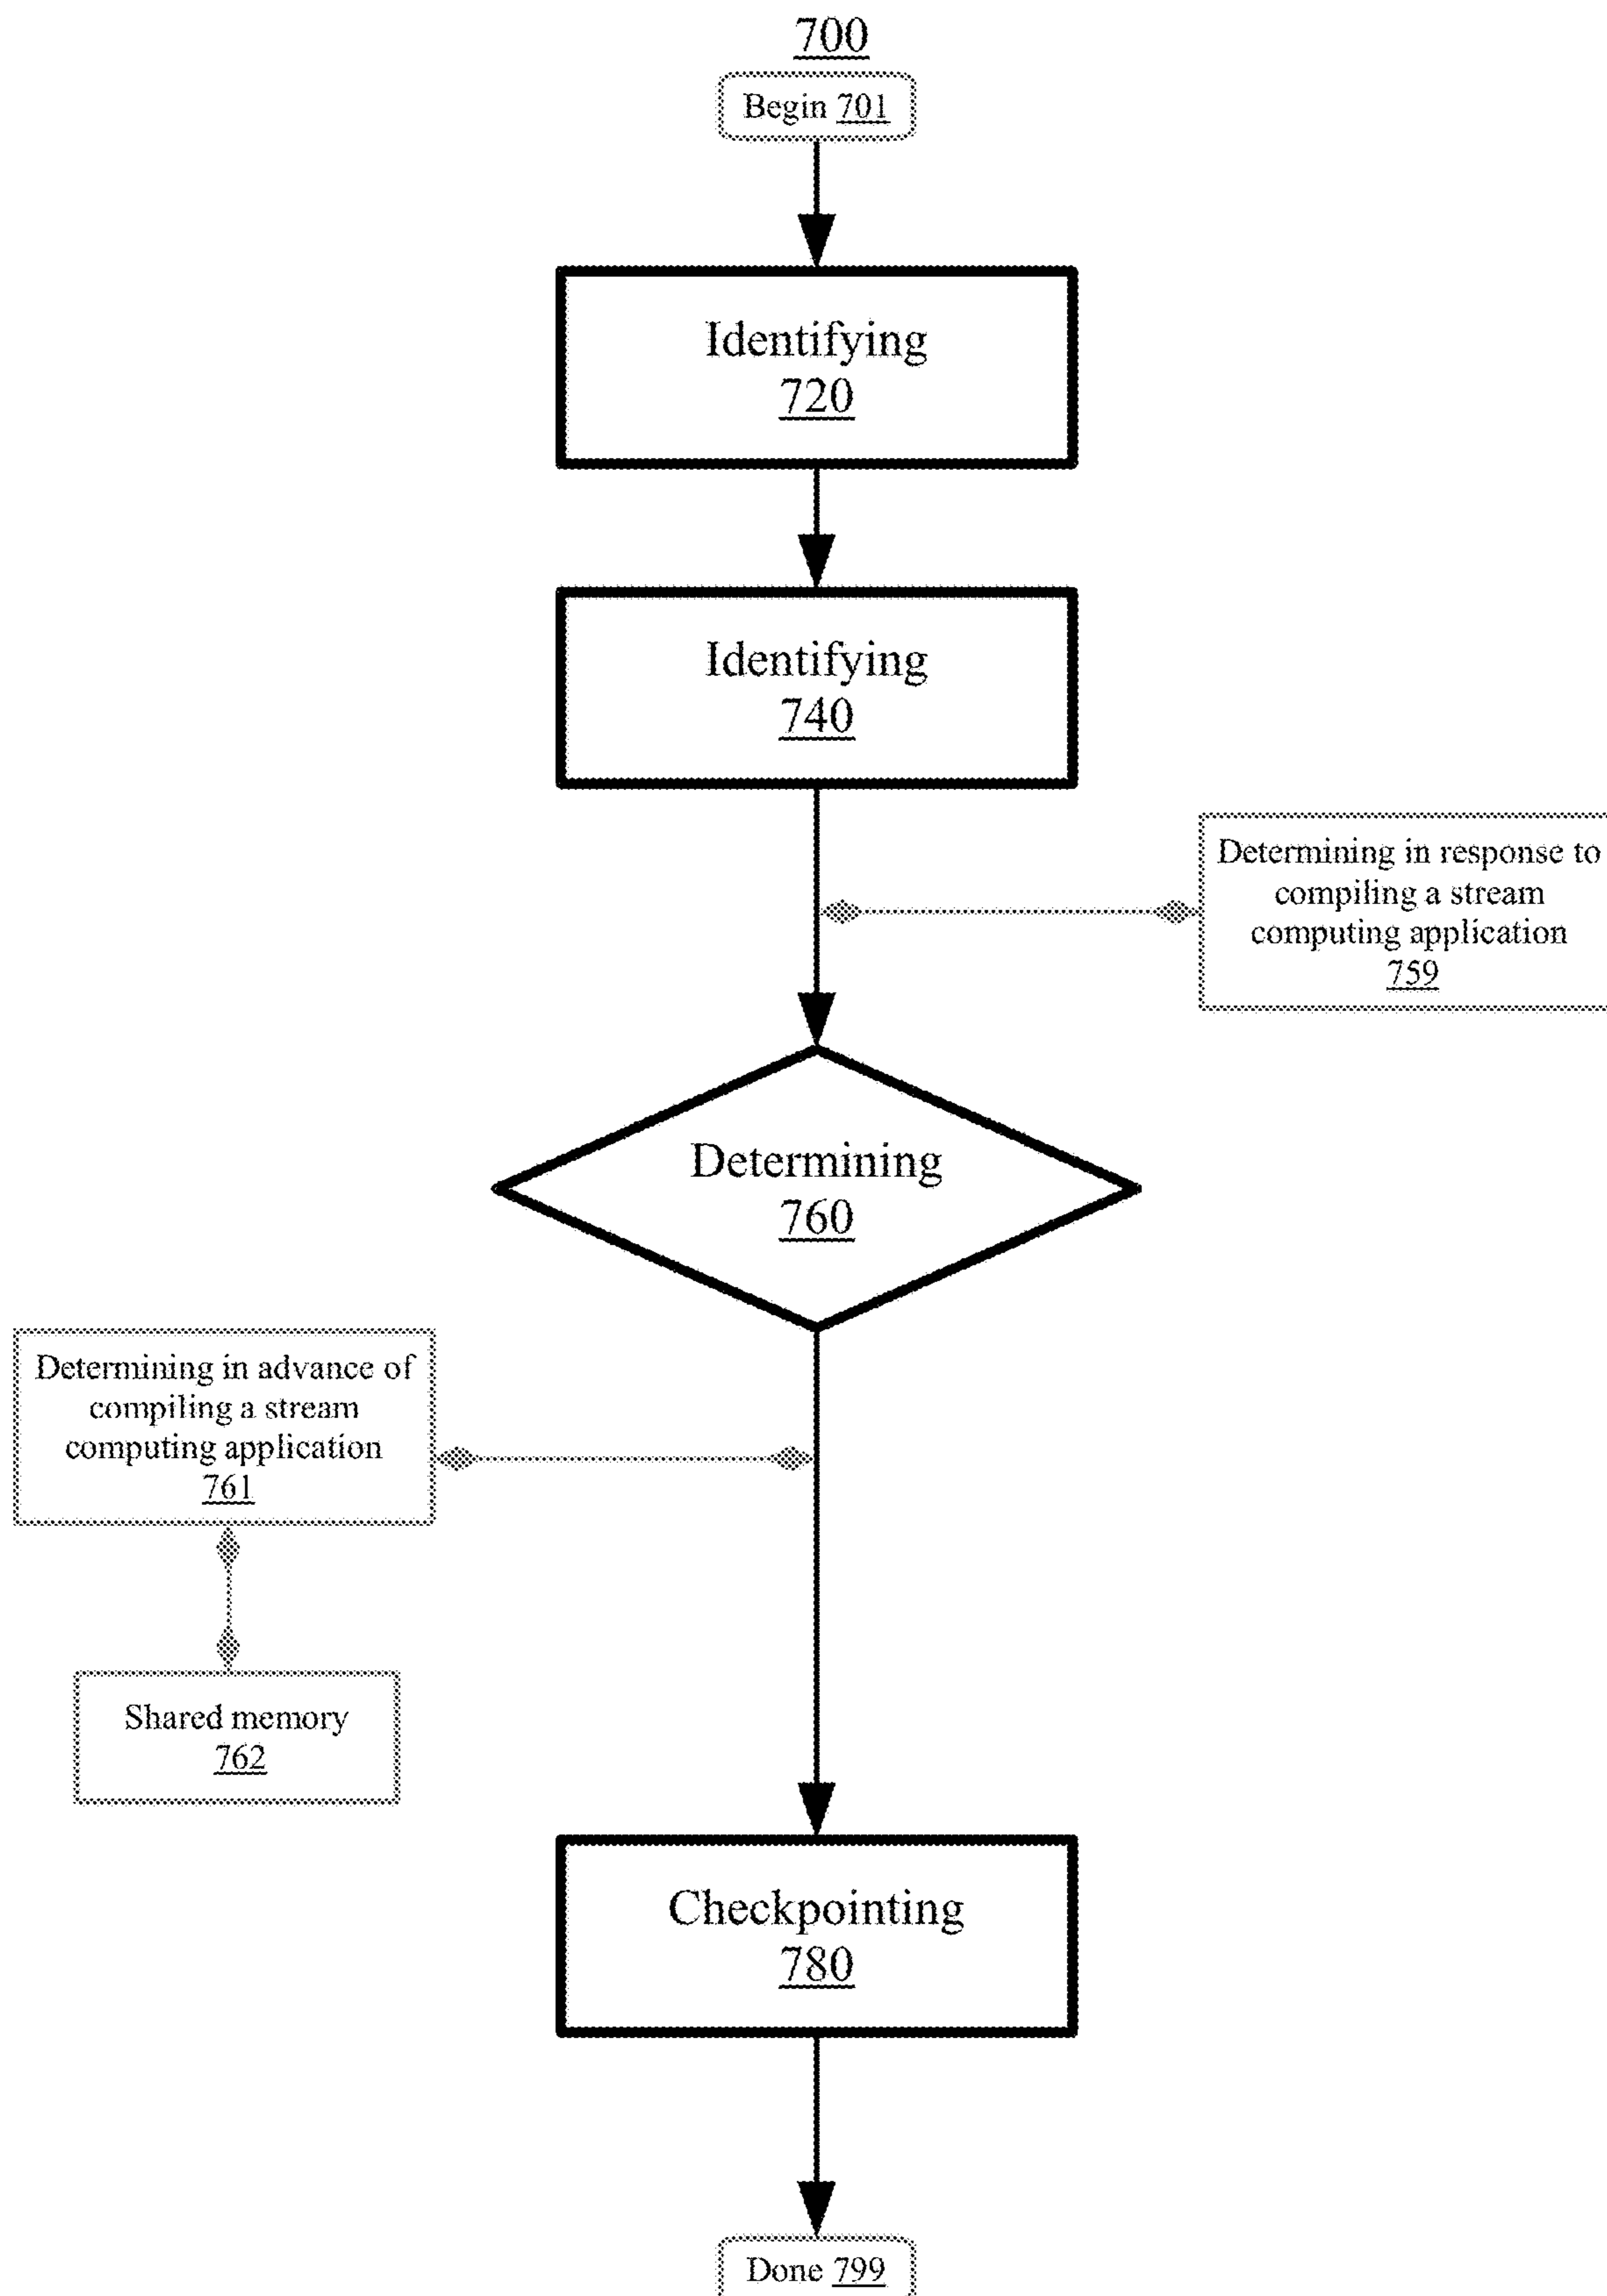 700
Begin 701
Identifying
720
Identifying
740
Determining in response to
compiling a stream
computing application
759
Determining
760
Determining in advance of
compiling a stream
computing application
761
Shared memory
762
Checkpointing
780
Done 799